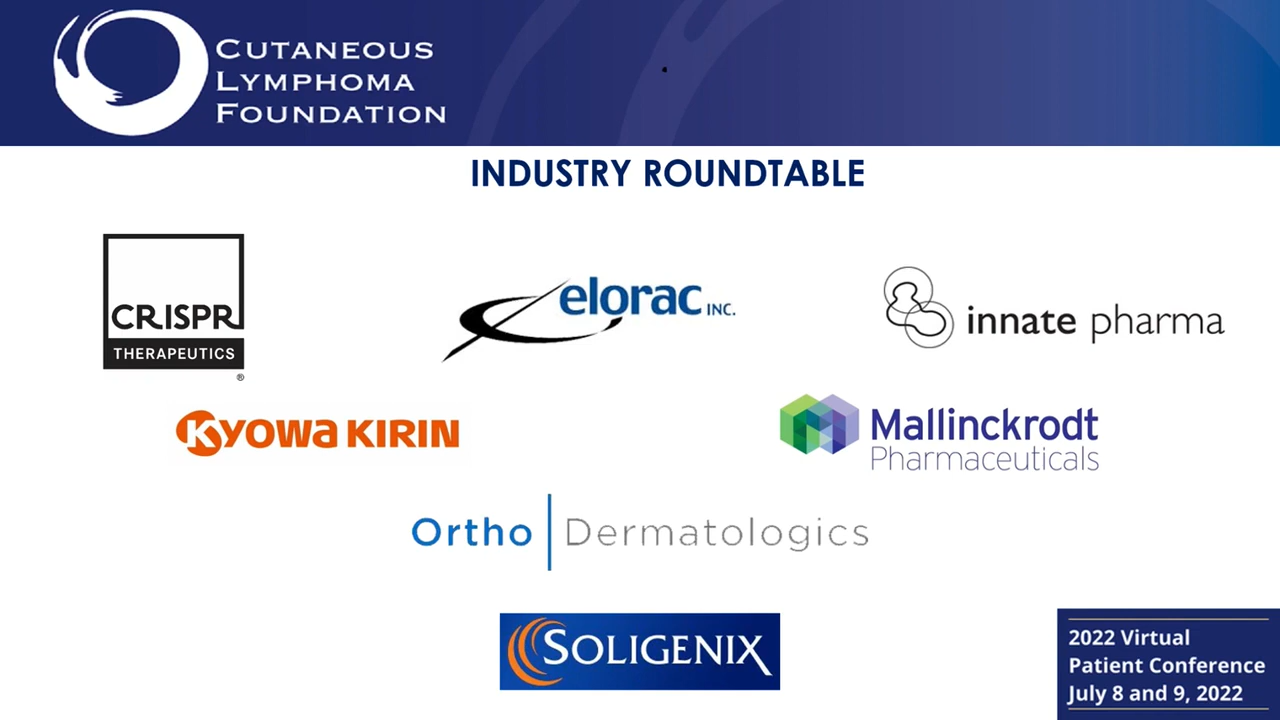 CUTANEOUS
LYMPHOMA
FOUNDATION
INDUSTRY ROUNDTABLE
CRISPR
THERAPEUTICS
®
elorac INC.
innate pharma
KYOWA KIRIN
Mallinckrodt
Pharmaceuticals
Ortho | Dermatologics
SOLIGENIX
2022 Virtual
Patient Conference
July 8 and 9, 2022